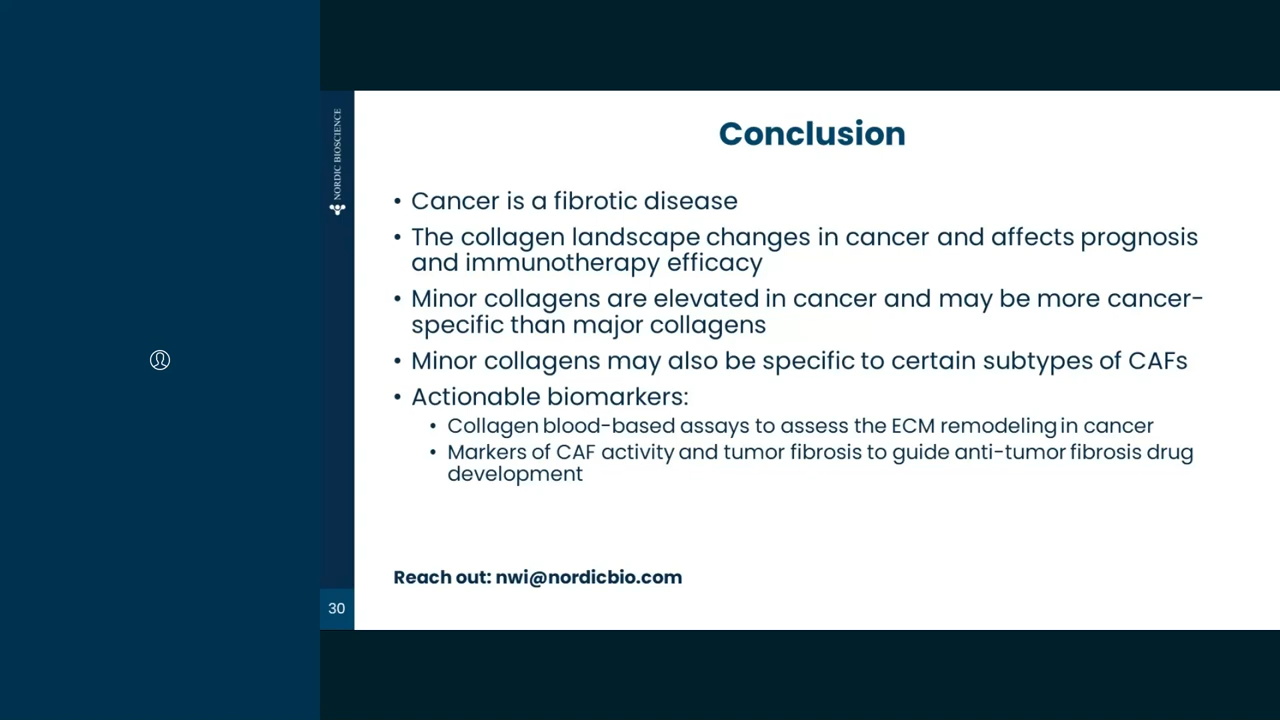 NORDIC BIOSCIENCE
Conclusion
• Cancer is a fibrotic disease
• The collagen landscape changes in cancer and affects prognosis
and immunotherapy efficacy
• Minor collagens are elevated in cancer and may be more cancer-
specific than major collagens
• Minor collagens may also be specific to certain subtypes of CAFs
• Actionable biomarkers:
• Collagen blood-based assays to assess the ECM remodeling in cancer
• Markers of CAF activity and tumor fibrosis to guide anti-tumor fibrosis drug
development
Reach out: nwi@nordicbio.com
30